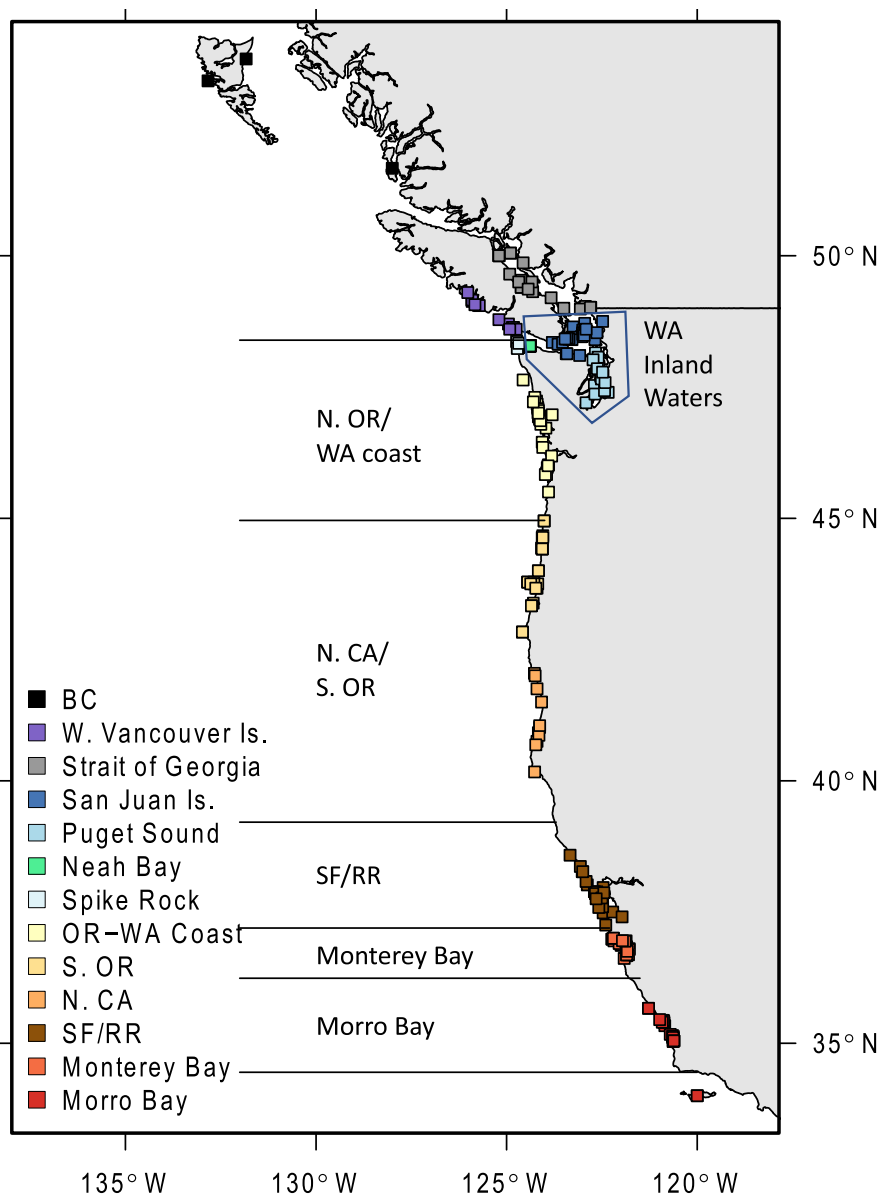 50° N
WA
Inland
Waters
N. OR/
WA coast
45° N
N. CA/
S. OR
BC
W. Vancouver Is.
Strait of Georgia
San Juan Is.
40° N
Puget Sound
Neah Bay
SF/RR
Spike Rock
OR−WA Coast
Monterey Bay
S. OR
N. CA
Morro Bay
SF/RR
35° N
Monterey Bay
Morro Bay
135° W
130° W
125° W
120° W